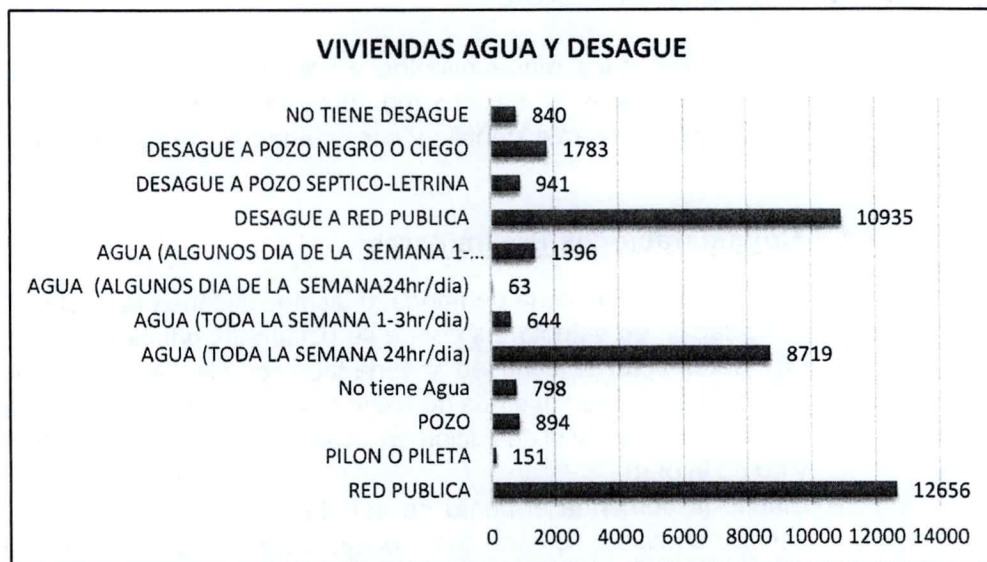 VIVIENDAS AGUA Y DESAGUE
NO TIENE DESAGUE 840
DESAGUE A POZO NEGRO O CIEGO 1783
DESAGUE A POZO SEPTICO-LETRINA 941
DESAGUE A RED PUBLICA 10935
AGUA (ALGUNOS DIA DE LA SEMANA 1-... 1396
AGUA (ALGUNOS DIA DE LA SEMANA24hr/dia) 63
AGUA (TODA LA SEMANA 1-3hr/dia) 644
AGUA (TODA LA SEMANA 24hr/dia) 8719
No tiene Agua 798
POZO 894
PILON O PILETA 151
RED PUBLICA 12656
0 2000 4000 6000 8000 10000 12000 14000